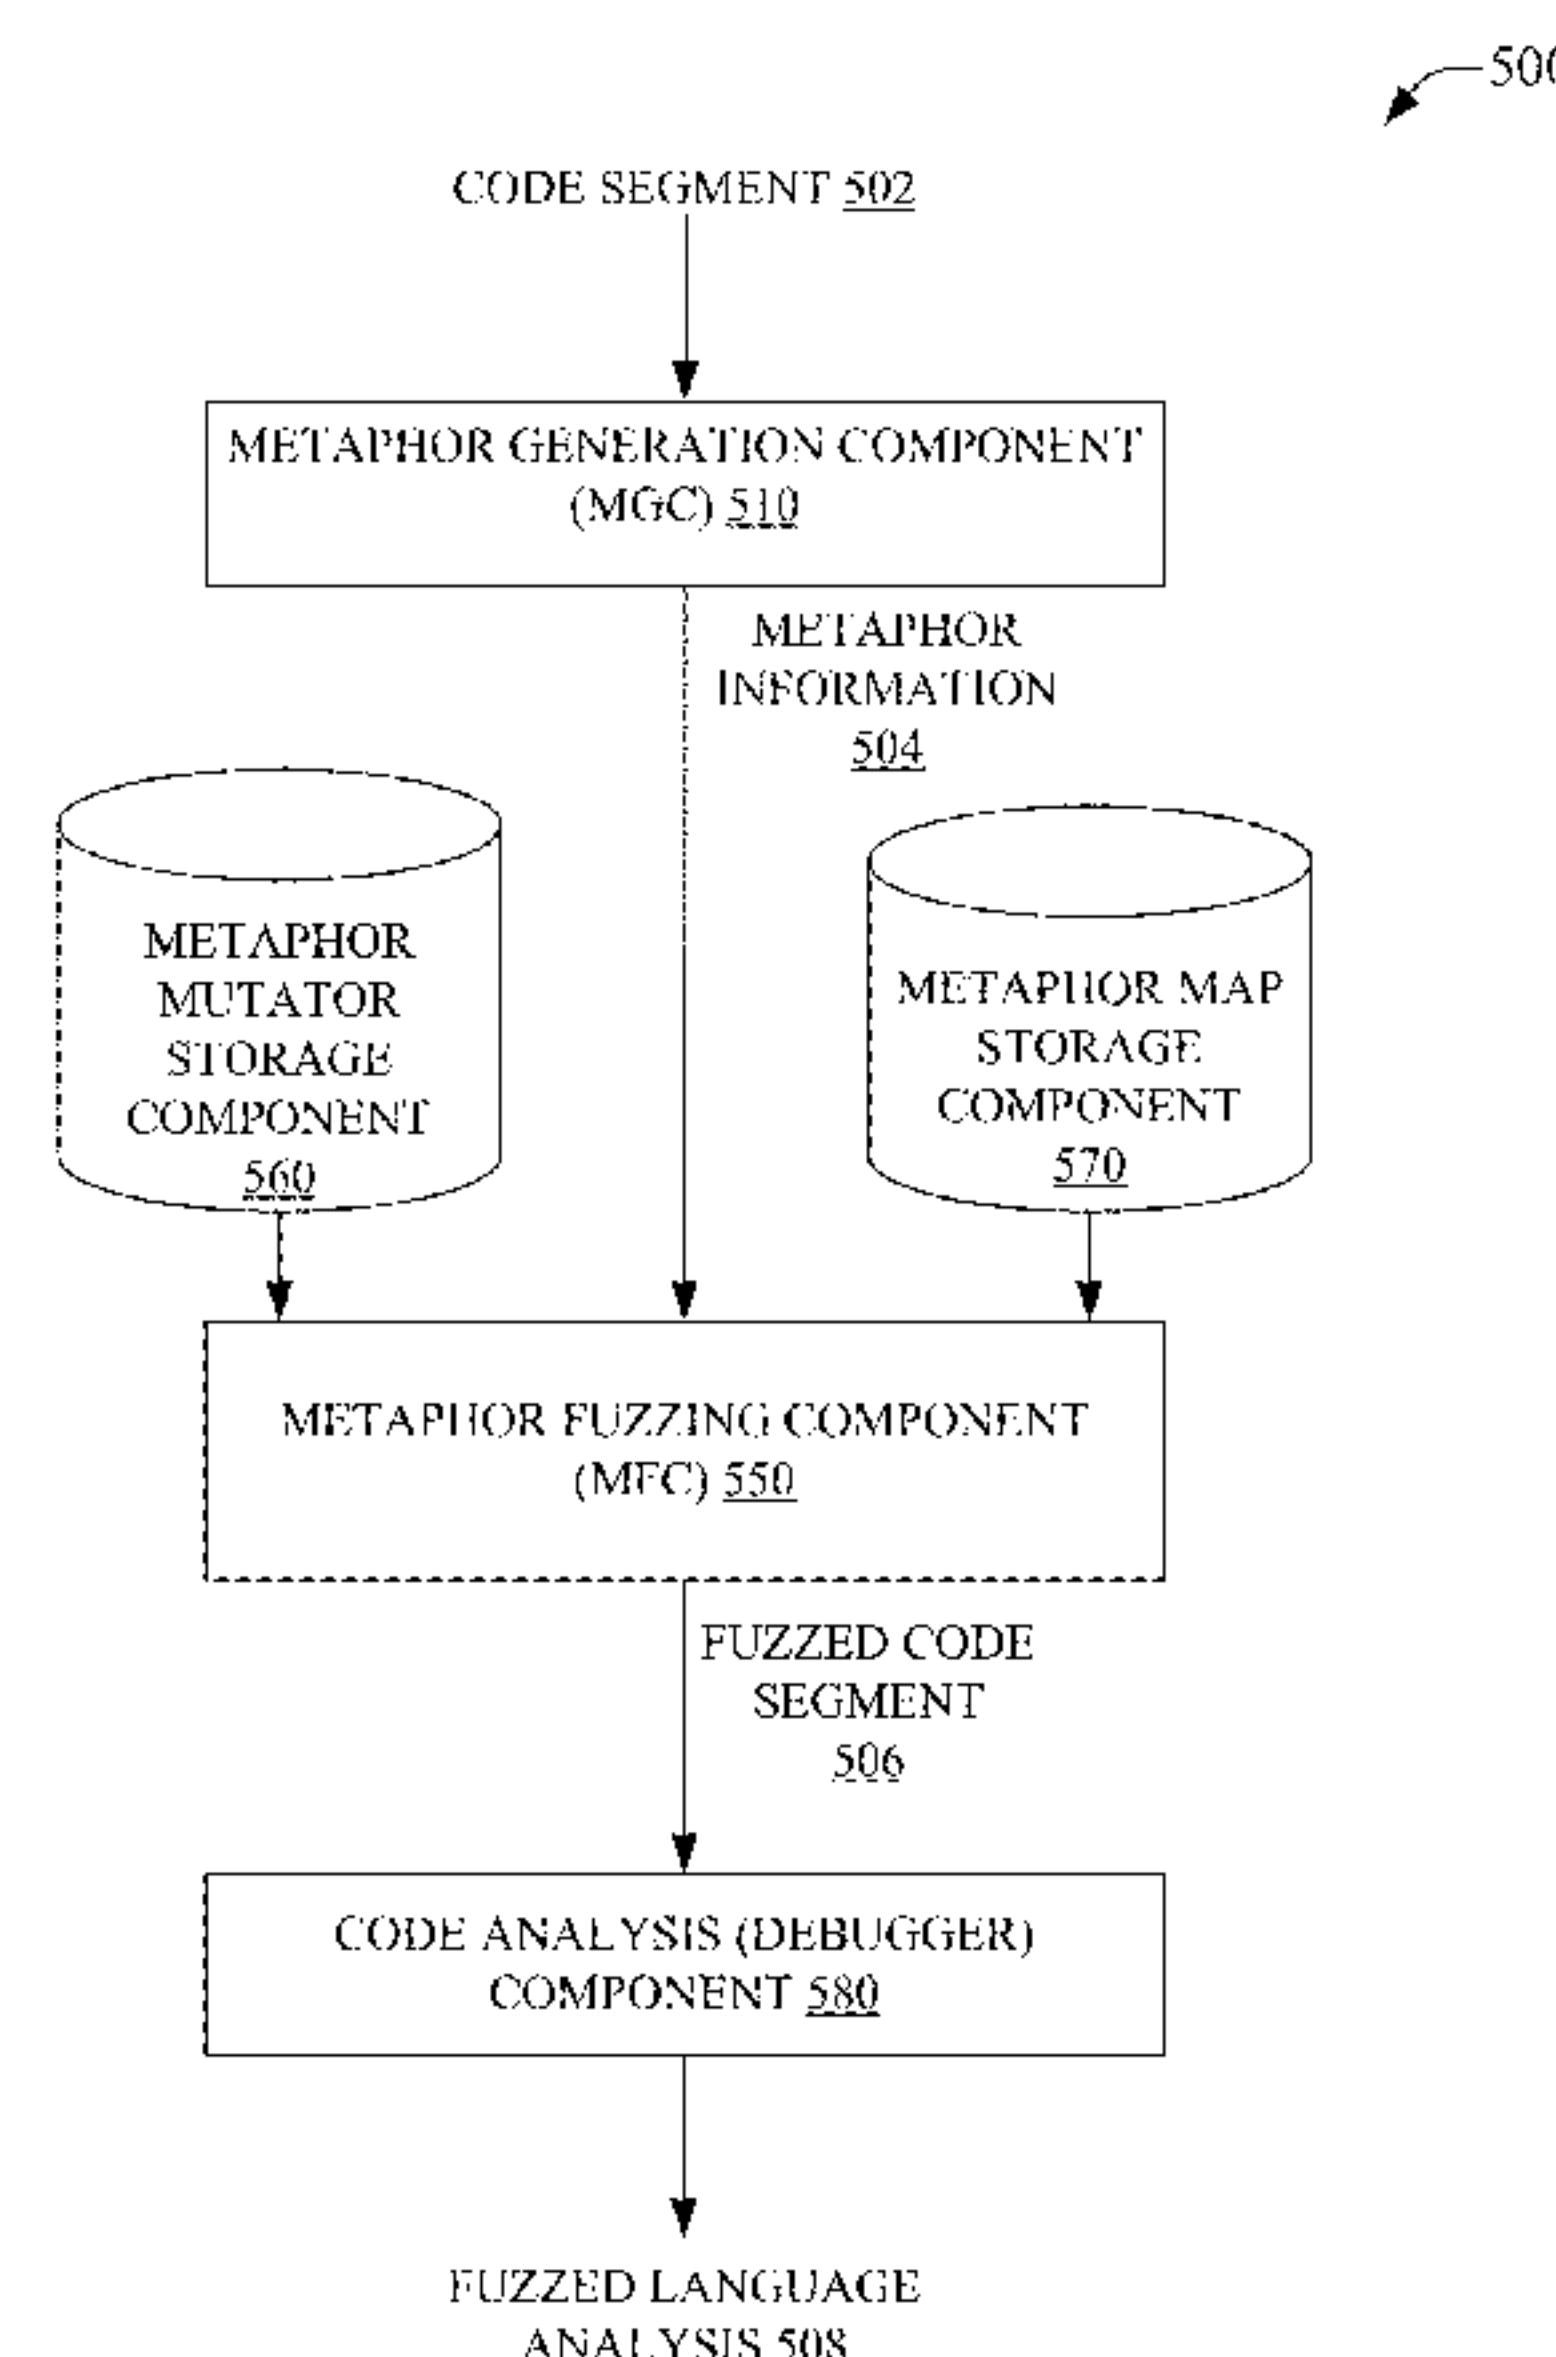 500
CODE SEGMENT 502
METAPHOR GENERATION COMPONENT
(MGC) 510
METAPHOR
INFORMATION
504
METAPHOR
MUTATOR
STORAGE
COMPONENT
560
METAPHOR MAP
STORAGE
COMPONENT
570
METAPHOR FUZZING COMPONENT
(MFC) 550
FUZZED CODE
SEGMENT
506
CODE ANALYSIS (DEBUGGER)
COMPONENT 580
FUZZED LANGUAGE
ANALYSIS 508